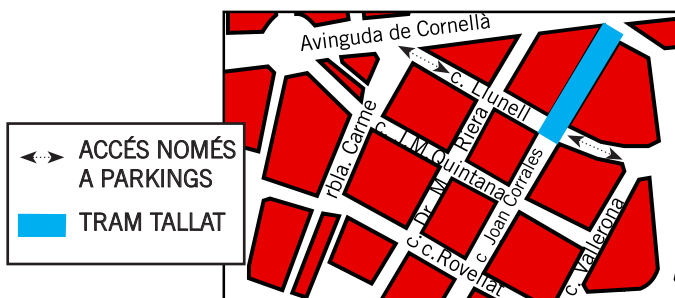 Avinguda de Cornellà
c. Llunell
rbla. Carme
c. J.M Quintana
c. Dr. M. Riera
c Joan Corrales
c. Vallerona
c. c. Rovellat
ACCÉS NOMÉS
A PARKINGS
TRAM TALLAT